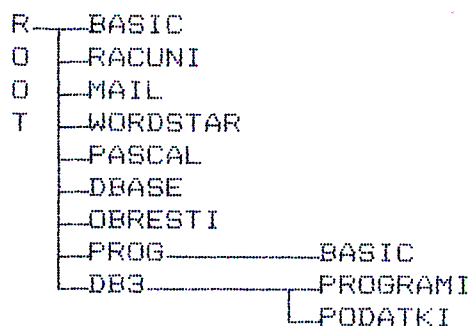 R BASIC
O RACUNI
O MAIL
T WORDSTAR
PASCAL
DBASE
OBRESTI
PROG BASIC
DB3 PROGRAMI
PODATKI